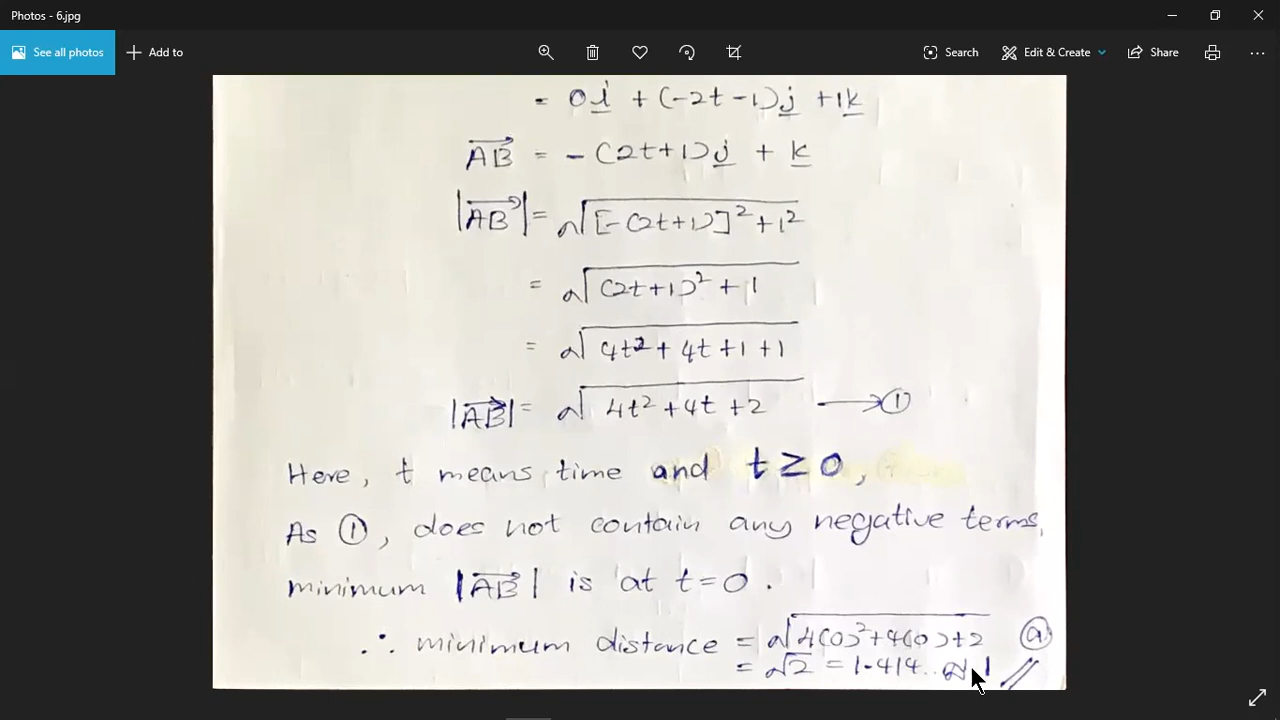 Photos - 6.jpg
See all photos
Add to
Search
Edit & Create
Share
= 0i + (-2t-1)j + 1k
AB = -(2t+1)j + k
|AB| = √[-(2t+1)]² + 1²
= √(2t+1)² + 1
= √4t² + 4t + 1 + 1
|AB| = √4t² + 4t + 2 → ①
Here, t means time and t ≥ 0,
As ①, does not contain any negative terms,
minimum |AB| is at t=0.
∴ minimum distance = √4(0)²+4(0)+2 ⓐ
= √2 = 1.414..